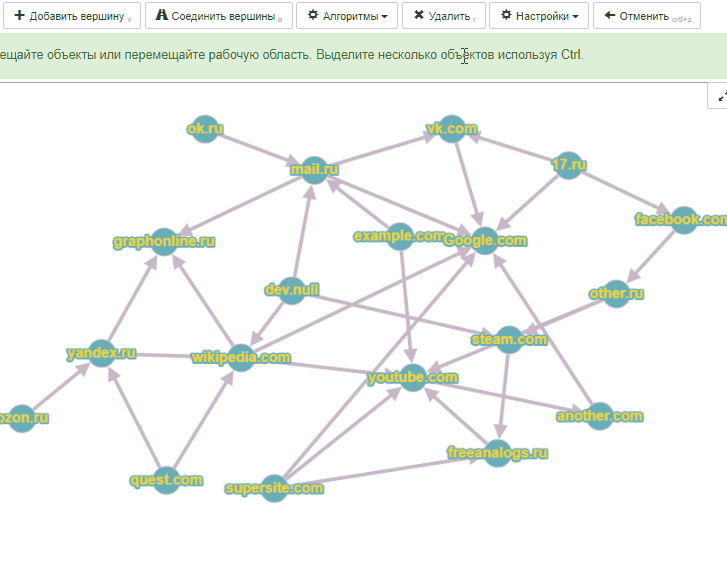 Добавить вершину v
Соединить вершины
Алгоритмы
Удалить r
Настройки
Отменить ctrl+z
ещайте объекты или перемещайте рабочую область. Выделите несколько объектов используя Ctrl.
ok.ru
vk.com
mail.ru
17.ru
facebook.com
graphonline.ru
example.com
Google.com
dev.null
other.ru
steam.com
yandex.ru
wikipedia.com
youtube.com
ozon.ru
another.com
freeanalogs.ru
quest.com
supersite.com